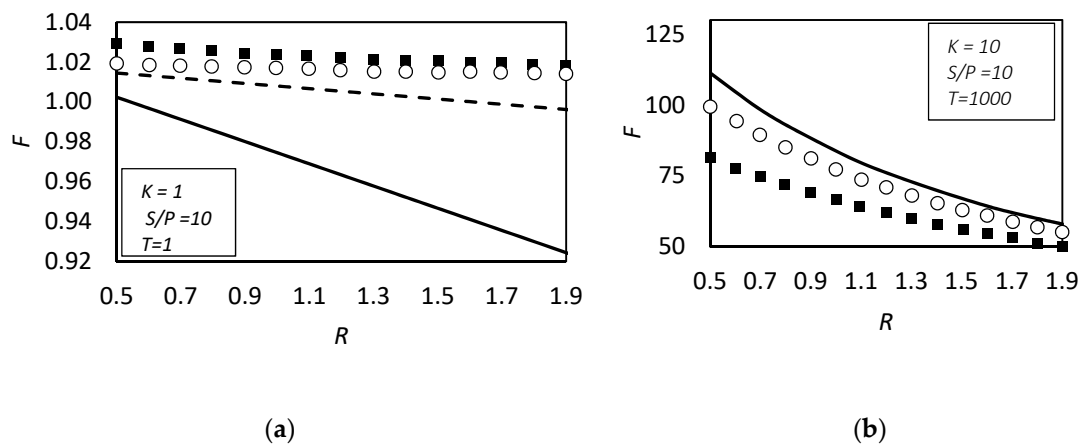 1.04
1.02
1.00
0.98
0.96
0.94
0.92
F
K = 1
S/P =10
T=1
0.5 0.7 0.9 1.1 1.3 1.5 1.7 1.9
R
(a)
125
100
75
50
F
K = 10
S/P =10
T=1000
0.5 0.7 0.9 1.1 1.3 1.5 1.7 1.9
R
(b)